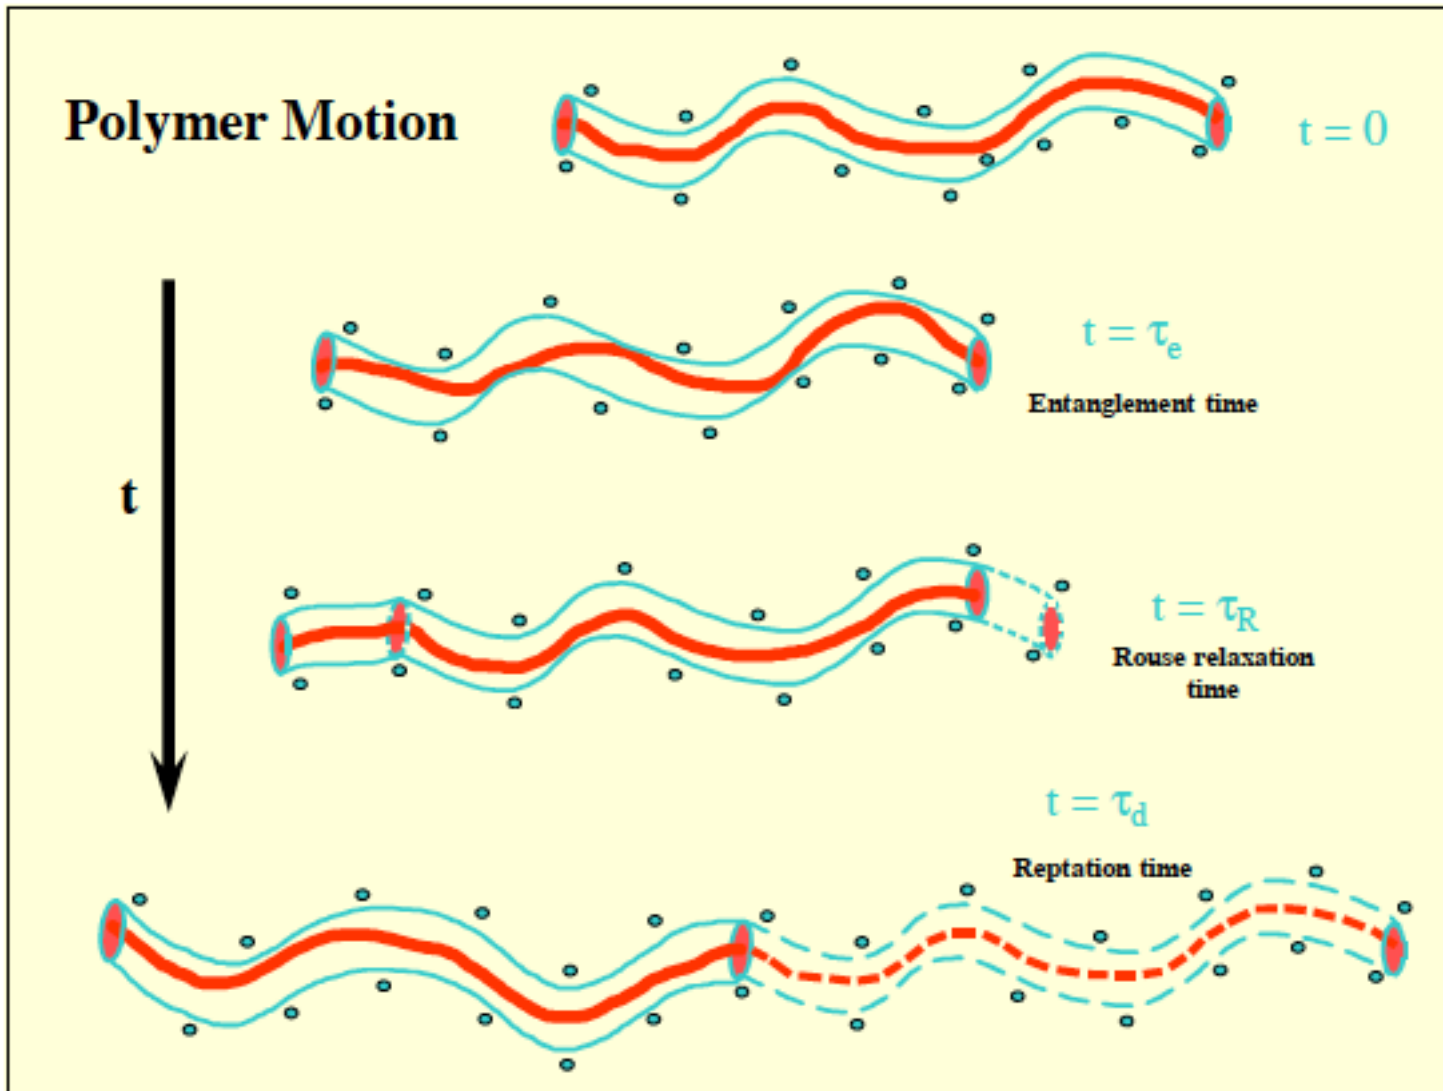 Polymer Motion
t = 0
t = τe
Entanglement time
t
t = τR
Rouse relaxation
time
t = τd
Reptation time